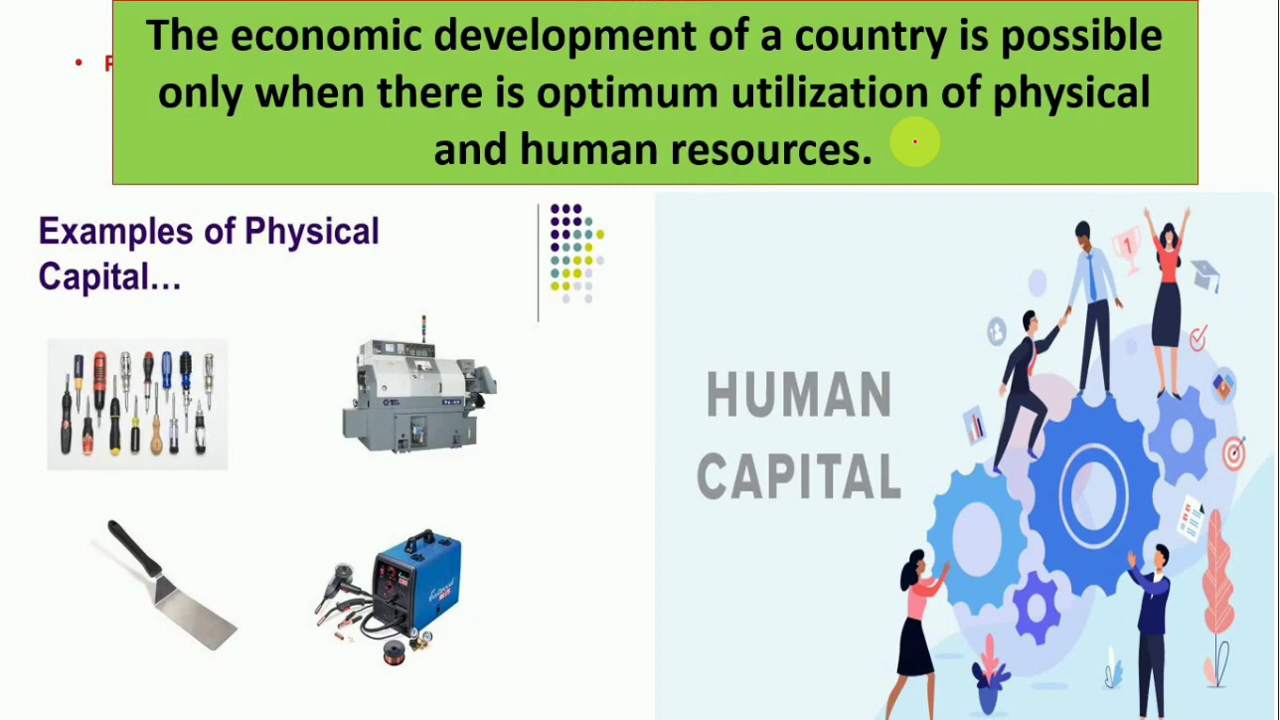 The economic development of a country is possible
only when there is optimum utilization of physical
and human resources.
Examples of Physical
Capital…
HUMAN
CAPITAL
1